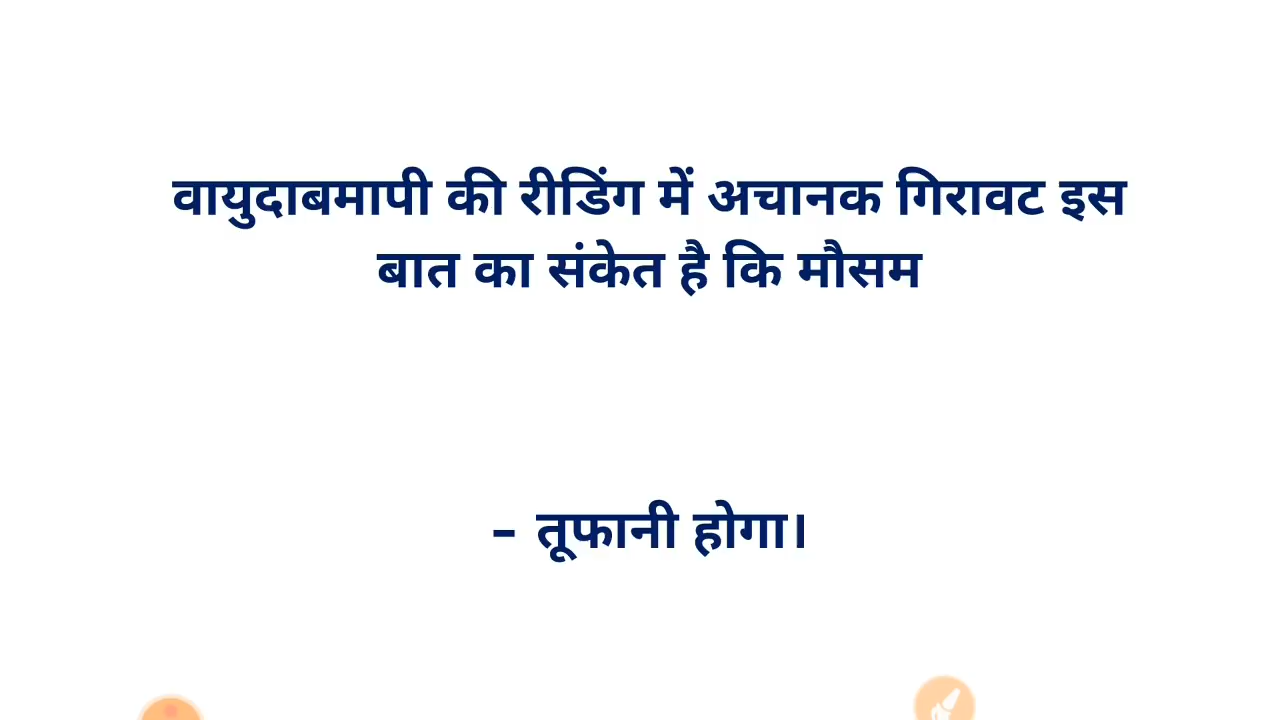 वायुदाबमापी की रीडिंग में अचानक गिरावट इस
बात का संकेत है कि मौसम
- तूफानी होगा।